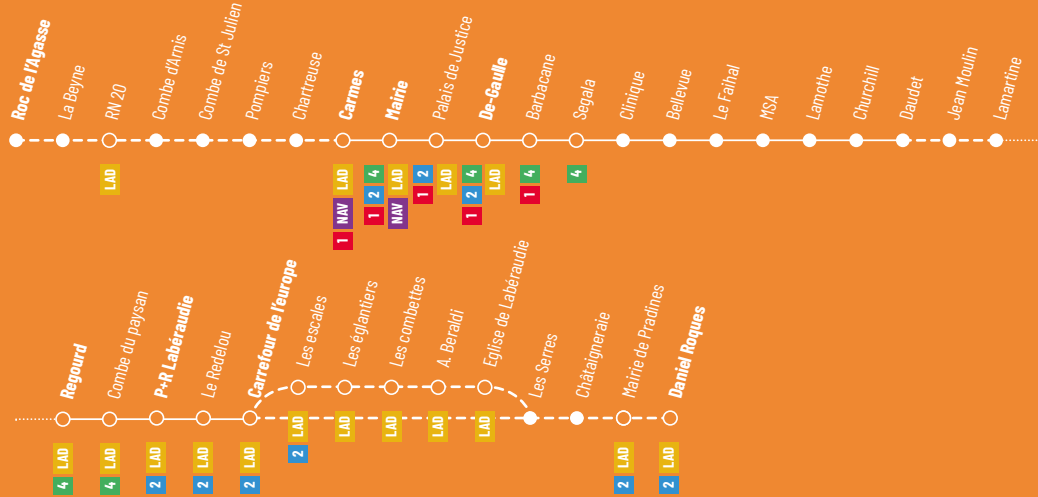 Roc de l'Agasse
La Beyne
RN 20
Combe d'Arnis
Combe de St Julien
Pompiers
Chartreuse
Carmes
Mairie
Palais de Justice
De-Gaulle
Barbacane
Segala
Clinique
Bellevue
Le Faihal
MSA
Lamothe
Churchill
Daudet
Jean Moulin
Lamartine
LAD
1 NAV LAD
1 2 4
NAV LAD
1 2
LAD
1 2 4
LAD
1 4
4
Regourd
Combe du paysan
P+R Labéraudie
Le Redelou
Carrefour de l'europe
Les escales
Les églantiers
Les combettes
A. Beraldi
Eglise de Labéraudie
Les Serres
Châtaigneraie
Mairie de Pradines
Daniel Roques
4 LAD
4 LAD
2 LAD
2 LAD
2 LAD
2 LAD
LAD
LAD
LAD
LAD
2 LAD
2 LAD